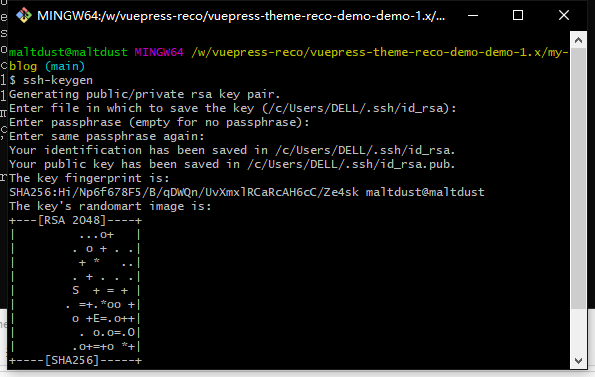 MINGW64:/w/vuepress-reco/vuepress-theme-reco-demo-demo-1.x/...
maltdust@maltdust MINGW64 /w/vuepress-reco/vuepress-theme-reco-demo-demo-1.x/my-
blog (main)
$ ssh-keygen
Generating public/private rsa key pair.
Enter file in which to save the key (/c/Users/DELL/.ssh/id_rsa):
Enter passphrase (empty for no passphrase):
Enter same passphrase again:
Your identification has been saved in /c/Users/DELL/.ssh/id_rsa.
Your public key has been saved in /c/Users/DELL/.ssh/id_rsa.pub.
The key fingerprint is:
SHA256:Hi/Np6f678F5/B/qDWQn/UvXmxlRCaRcAH6cC/Ze4sk maltdust@maltdust
The key's randomart image is:
+---[RSA 2048]----+
|        ...o+   |
|       . o + . .|
|        + *   ..|
|       . + . . .|
|       S  + = + |
|      . =+.*oo +|
|       o +E=.o++|
|        . o.o=.O|
|       .o+=+o *+|
+----[SHA256]-----+